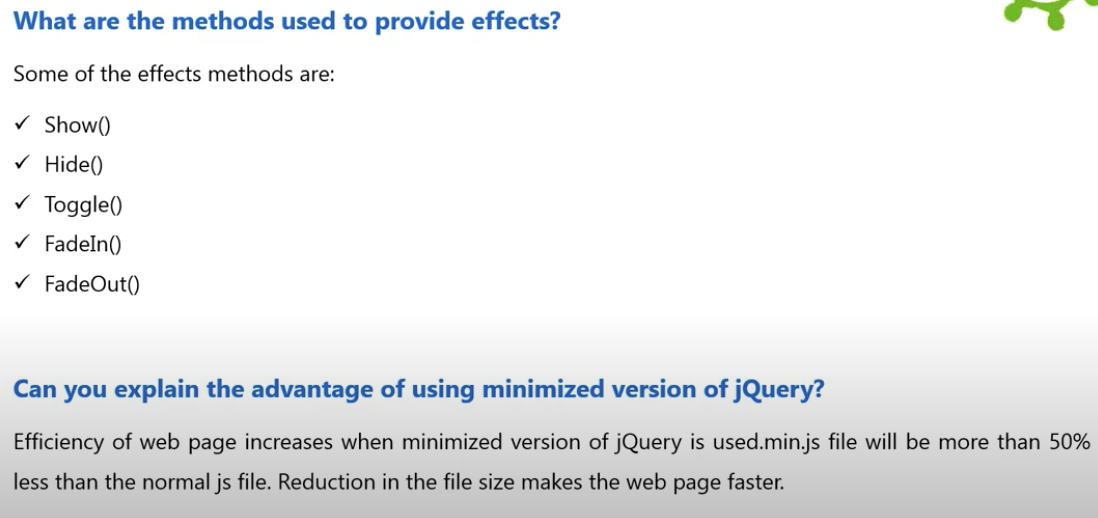 What are the methods used to provide effects?
Some of the effects methods are:
✓ Show()
✓ Hide()
✓ Toggle()
✓ FadeIn()
✓ FadeOut()
Can you explain the advantage of using minimized version of jQuery?
Efficiency of web page increases when minimized version of jQuery is used.min.js file will be more than 50%
less than the normal js file. Reduction in the file size makes the web page faster.